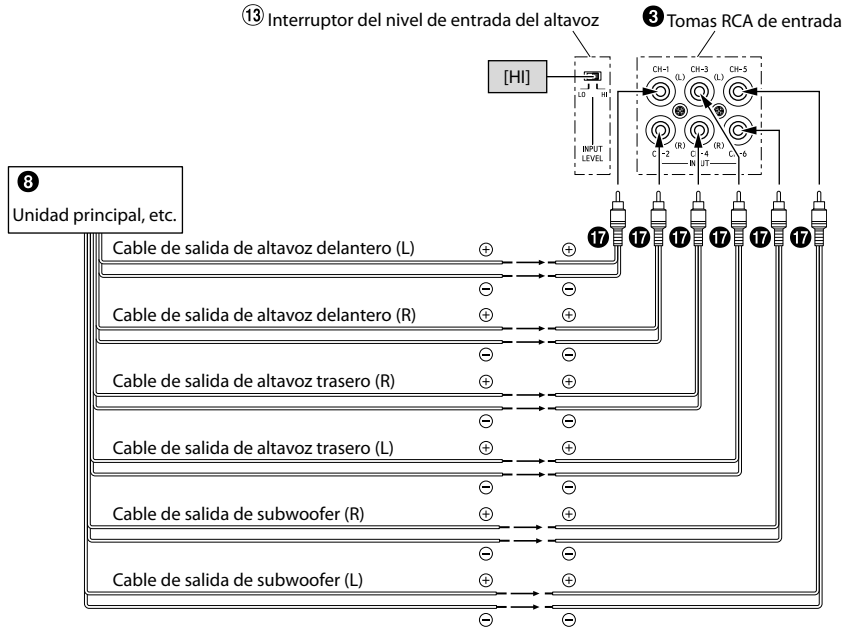 ⑬ Interruptor del nivel de entrada del altavoz
❸ Tomas RCA de entrada
[HI]
LO HI
INPUT
LEVEL
CH-1 CH-3 CH-5
(L) (L)
(R) (R)
CH-2 CH-4 CH-6
INPUT
❽
Unidad principal, etc.
⓱ ⓱ ⓱ ⓱ ⓱ ⓱
Cable de salida de altavoz delantero (L) ⊕ ⊕
⊖ ⊖
Cable de salida de altavoz delantero (R) ⊕ ⊕
⊖ ⊖
Cable de salida de altavoz trasero (R) ⊕ ⊕
⊖ ⊖
Cable de salida de altavoz trasero (L) ⊕ ⊕
⊖ ⊖
Cable de salida de subwoofer (R) ⊕ ⊕
⊖ ⊖
Cable de salida de subwoofer (L) ⊕ ⊕
⊖ ⊖